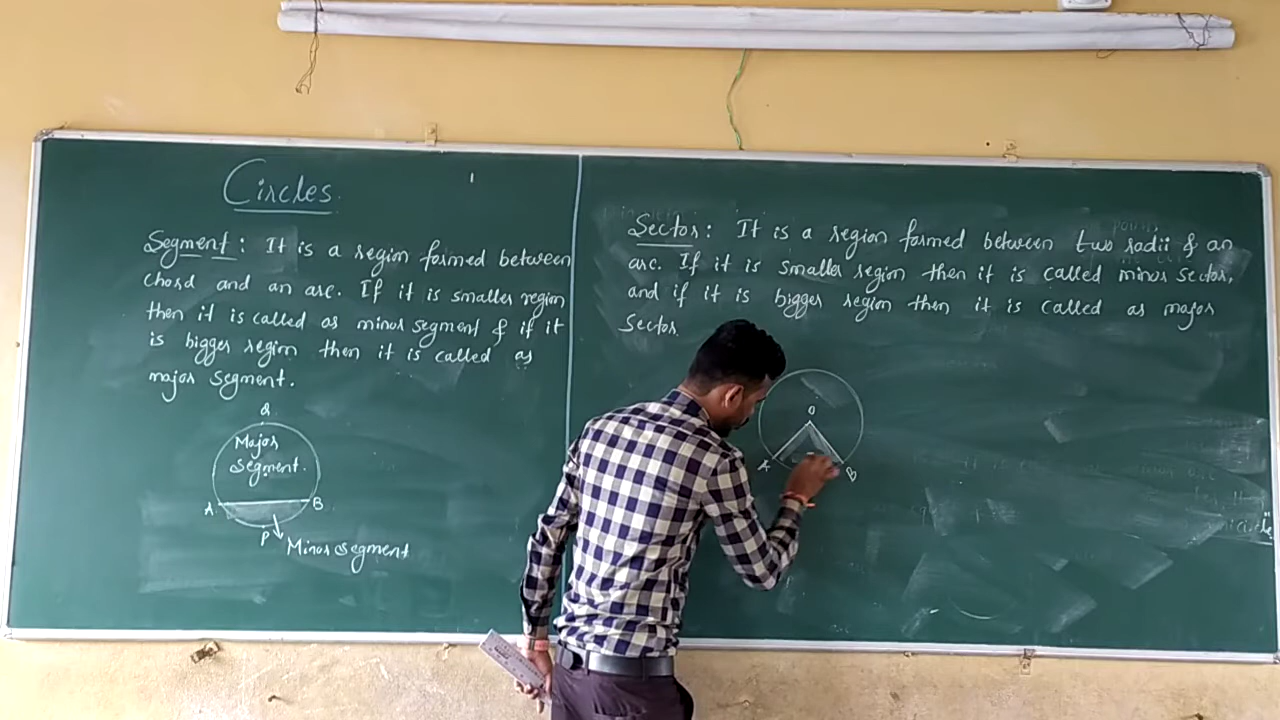 Circles.
Segment: It is a region formed between
chord and an arc. If it is smaller region
then it is called as minor segment & if it
is bigger region then it is called as
major segment.
Q
Major
segment.
A B
P
Minor segment
Sector: It is a region formed between two radii & an
arc. If it is smaller region then it is called minor sector,
and if it is bigger region then it is called as major
Sector.
O
A B